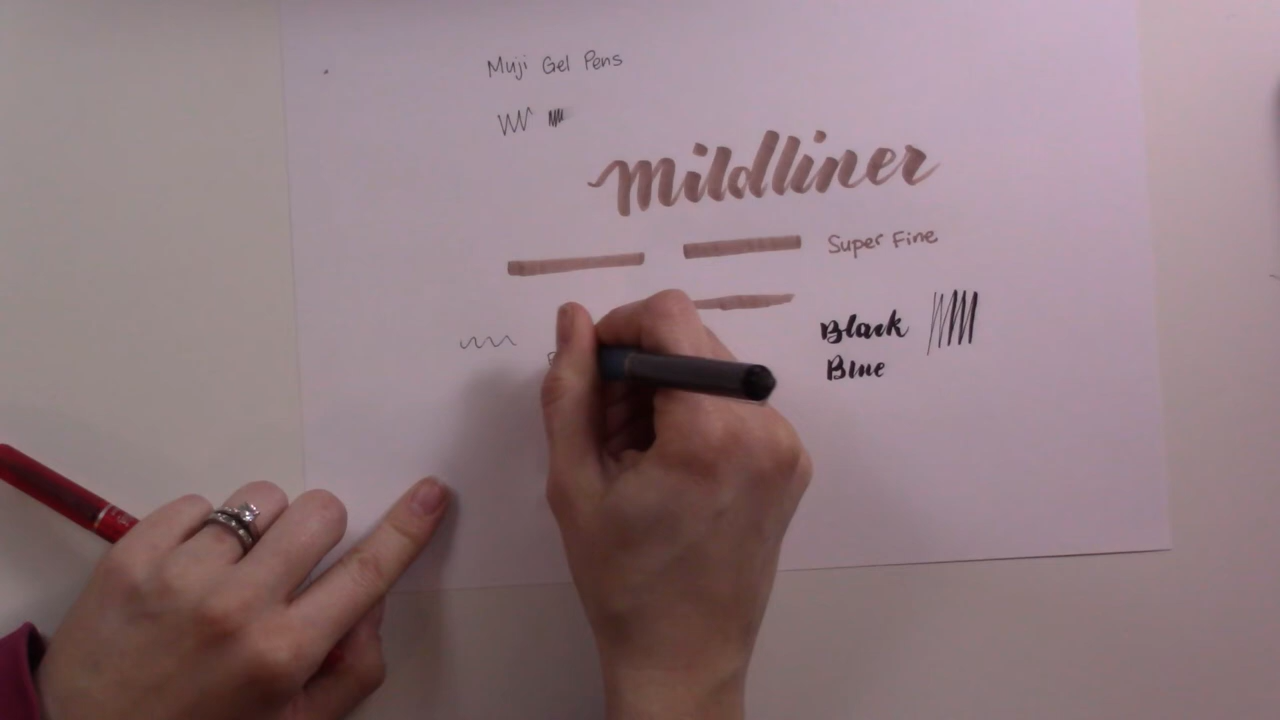 Muji Gel Pens
mildliner
Super Fine
Black
Blue